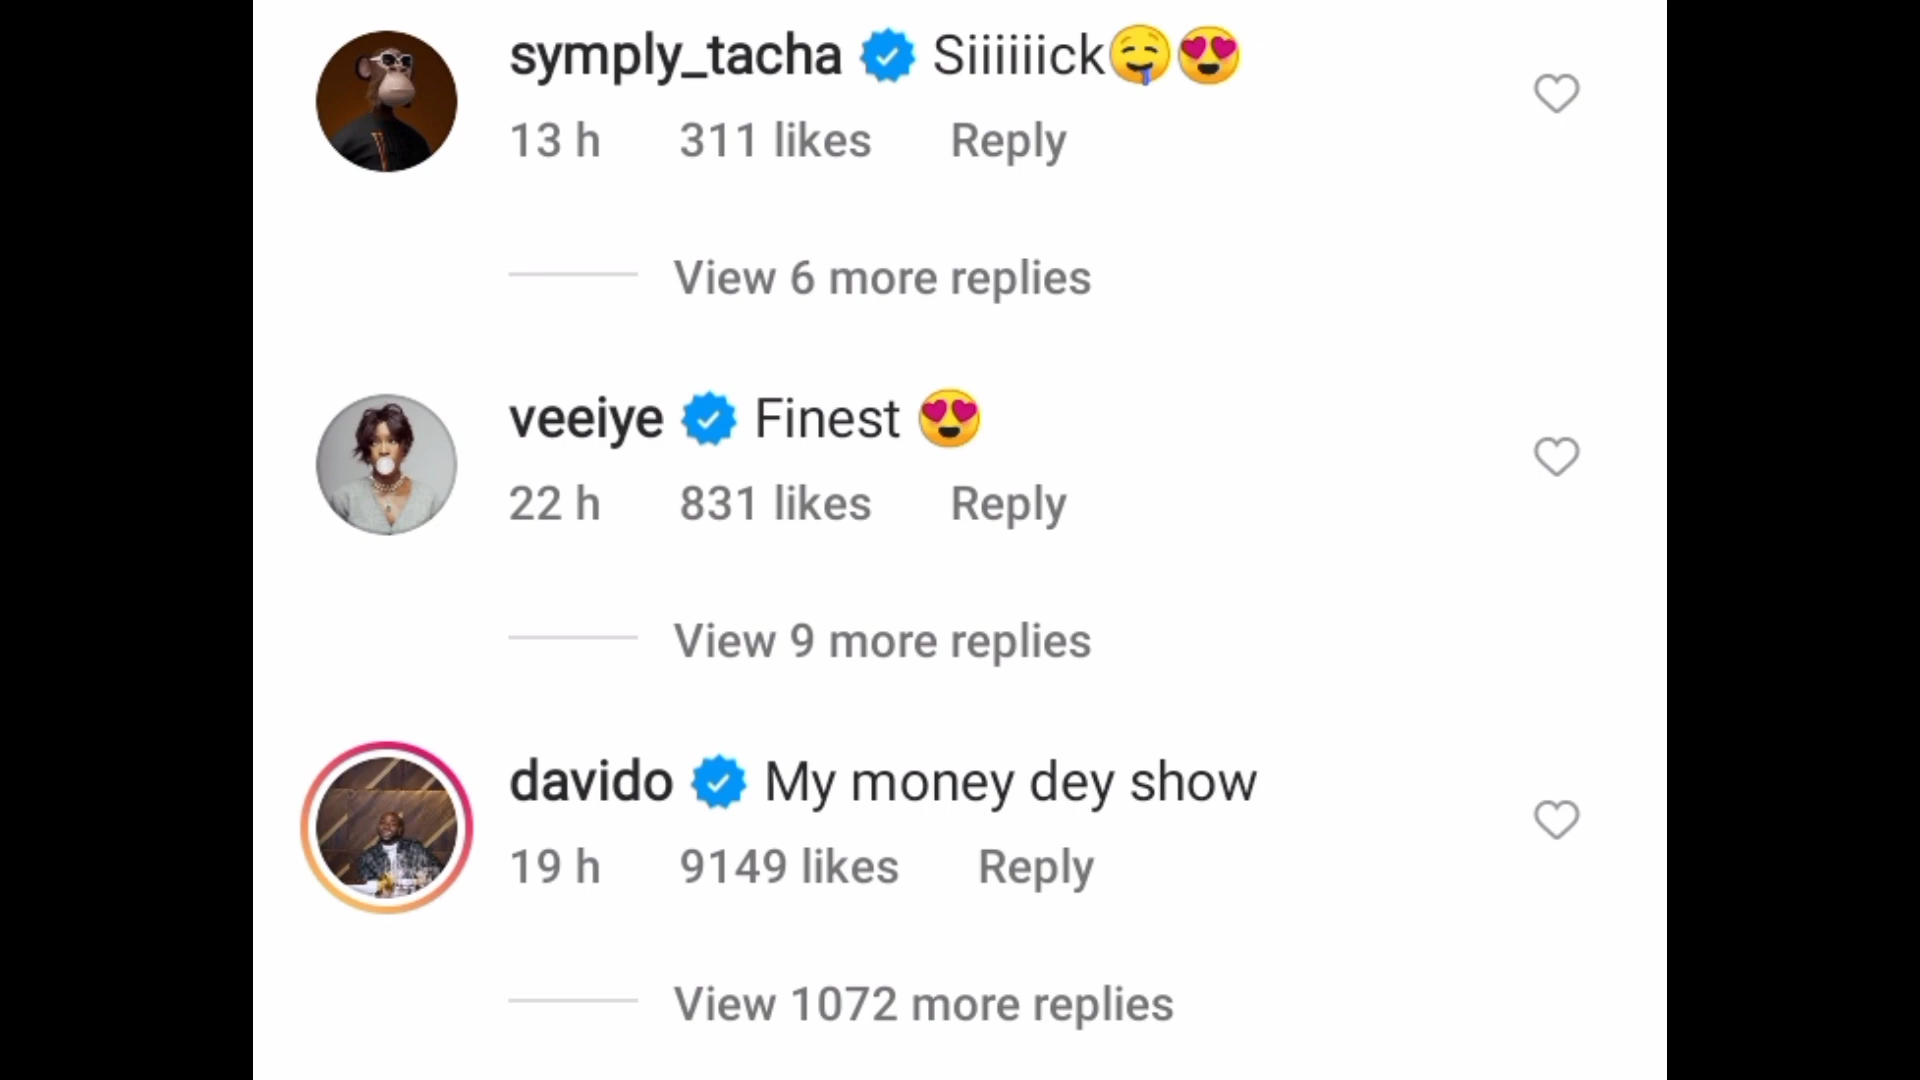 symply_tacha Siiiiiick🤤😍
13 h 311 likes Reply
View 6 more replies
veeiye Finest 😍
22 h 831 likes Reply
View 9 more replies
davido My money dey show
19 h 9149 likes Reply
View 1072 more replies